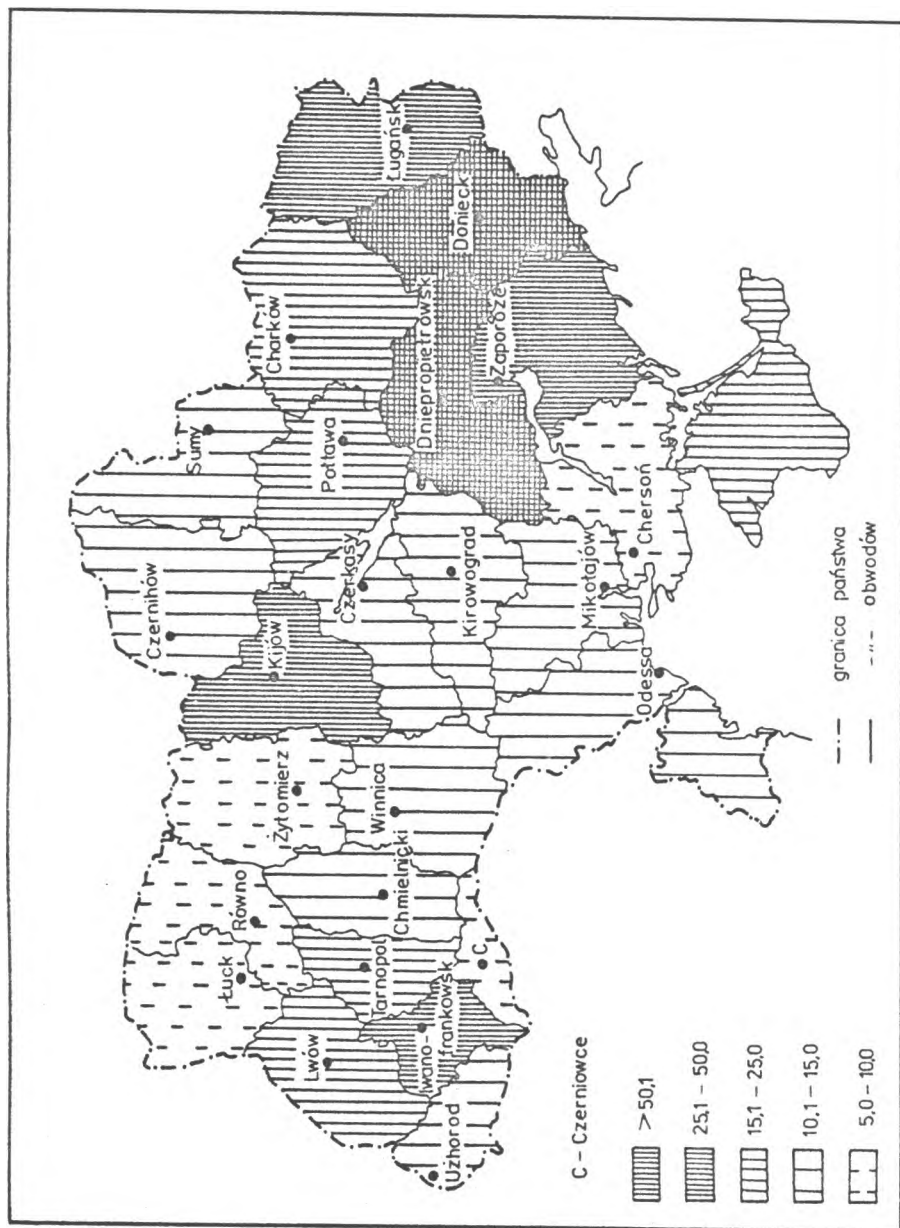 Czernihów
Sumy
Charków
Ługańsk
Łuck
Równo
Żytomierz
Kijów
Połtawa
Lwów
Tarnopol
Chmielnicki
Winnica
Czerkasy
Dniepropietrowsk
Donieck
Użhorod
Iwano-
frankowsk
C
Kirowograd
Zaporoże
Mikołajów
Chersoń
Odessa
C – Czerniowce
> 50,1
25,1 – 50,0
15,1 – 25,0
10,1 – 15,0
5,0 – 10,0
granica państwa
-„- obwodów